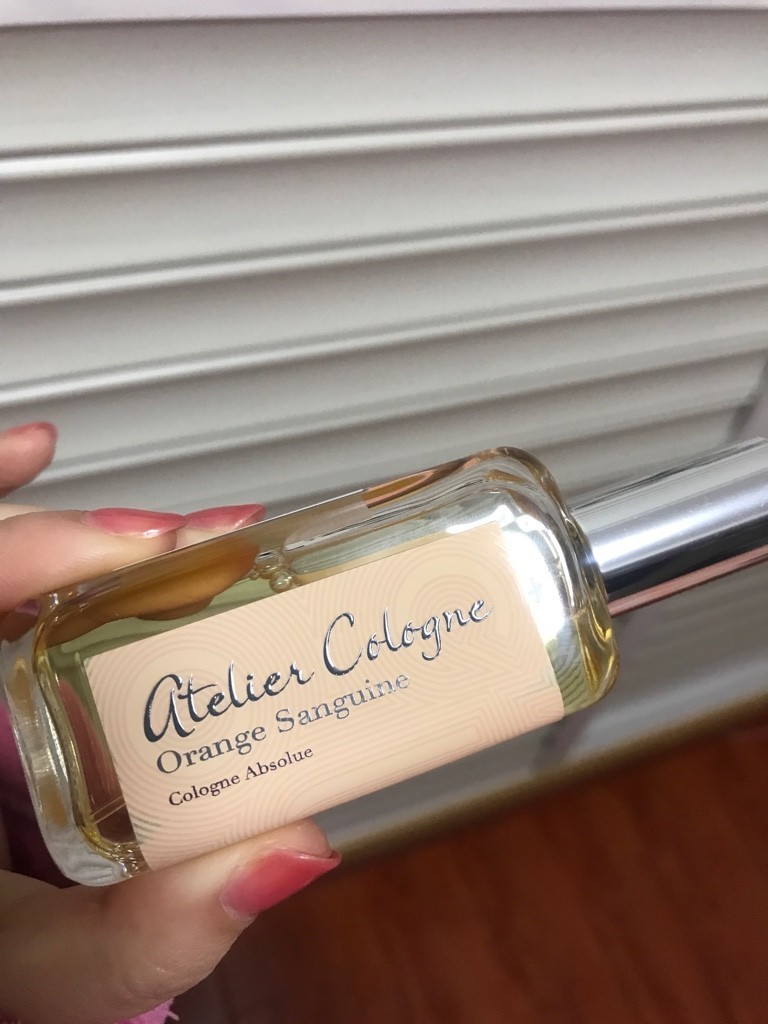 Atelier Cologne
Orange Sanguine
Cologne Absolue